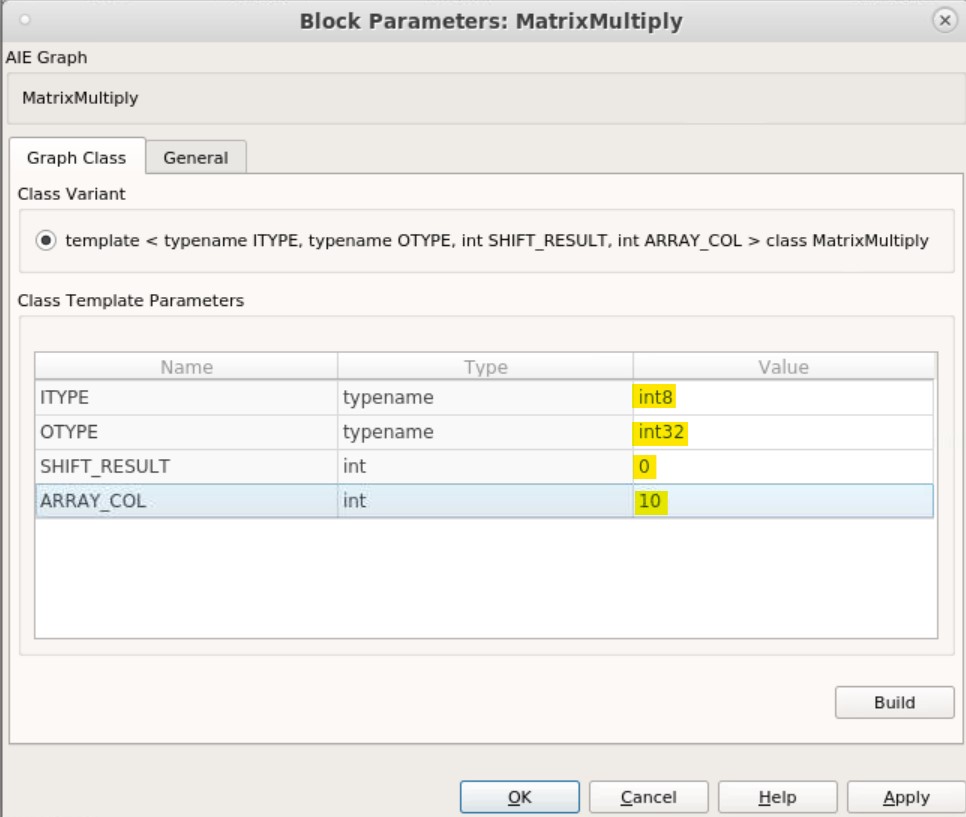 Block Parameters: MatrixMultiply
AIE Graph
MatrixMultiply
Graph Class General
Class Variant
template < typename ITYPE, typename OTYPE, int SHIFT_RESULT, int ARRAY_COL > class MatrixMultiply
Class Template Parameters
Name Type Value
ITYPE typename int8
OTYPE typename int32
SHIFT_RESULT int 0
ARRAY_COL int 10
Build
OK Cancel Help Apply